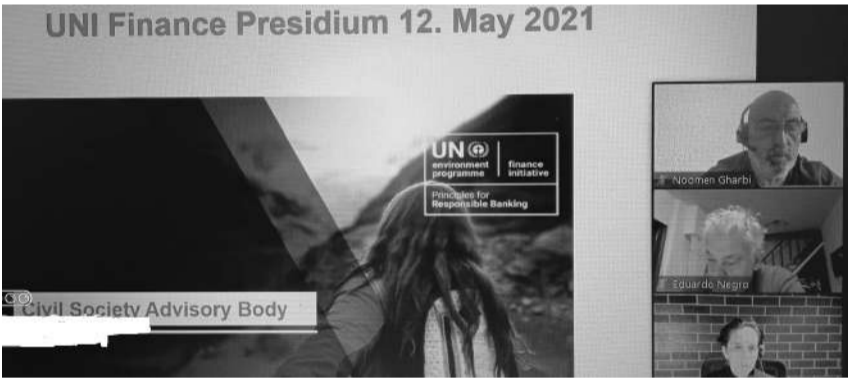 UNI Finance Presidium 12. May 2021
UN
environment
programme
finance
initiative
Principles for
Responsible Banking
Noomen Gharbi
Eduardo Negro
Civil Society Advisory Body